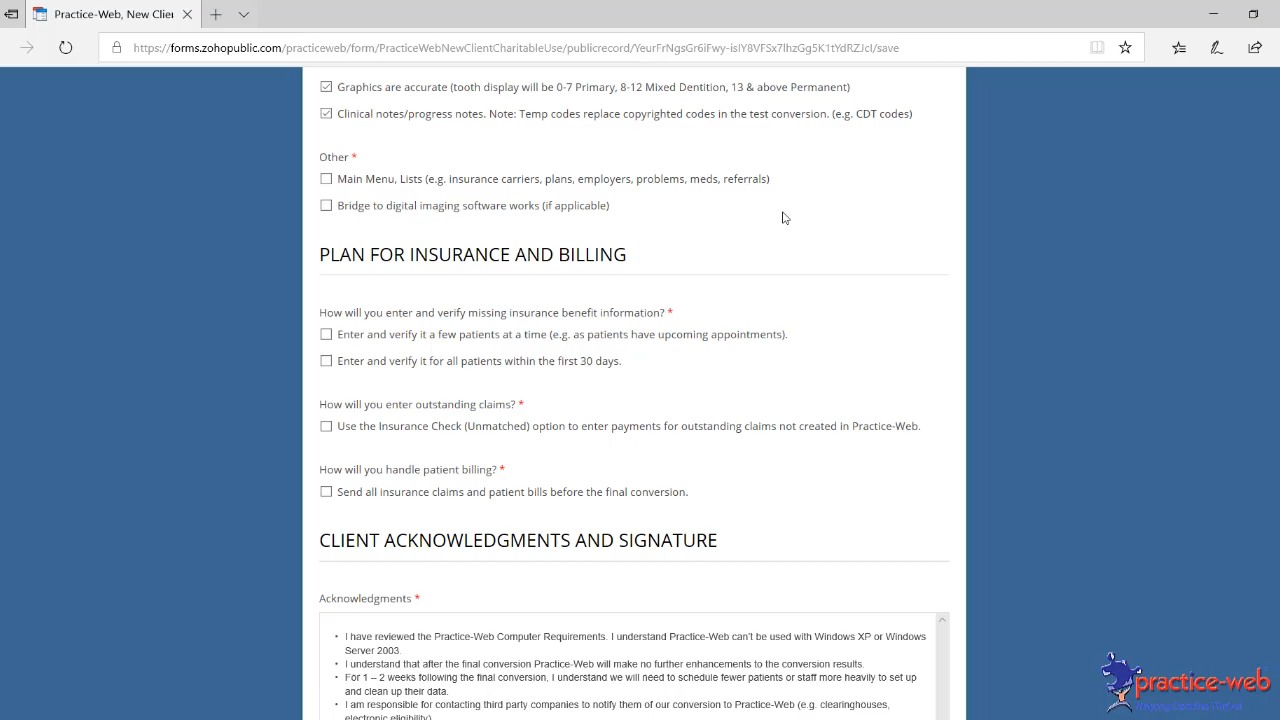 Practice-Web, New Clie
https://forms.zohopublic.com/practiceweb/form/PracticeWebNewClientCharitableUse/publicrecord/YeurFrNgsGr6iFwy-isIY8VFSx7lhzGg5K1tYdRZJcI/save
Graphics are accurate (tooth display will be 0-7 Primary, 8-12 Mixed Dentition, 13 & above Permanent)
Clinical notes/progress notes. Note: Temp codes replace copyrighted codes in the test conversion. (e.g. CDT codes)
Other *
Main Menu, Lists (e.g. insurance carriers, plans, employers, problems, meds, referrals)
Bridge to digital imaging software works (if applicable)
PLAN FOR INSURANCE AND BILLING
How will you enter and verify missing insurance benefit information? *
Enter and verify it a few patients at a time (e.g. as patients have upcoming appointments).
Enter and verify it for all patients within the first 30 days.
How will you enter outstanding claims? *
Use the Insurance Check (Unmatched) option to enter payments for outstanding claims not created in Practice-Web.
How will you handle patient billing? *
Send all insurance claims and patient bills before the final conversion.
CLIENT ACKNOWLEDGMENTS AND SIGNATURE
Acknowledgments *
• I have reviewed the Practice-Web Computer Requirements. I understand Practice-Web can't be used with Windows XP or Windows
Server 2003.
• I understand that after the final conversion Practice-Web will make no further enhancements to the conversion results.
• For 1 – 2 weeks following the final conversion, I understand we will need to schedule fewer patients or staff more heavily to set up
and clean up their data.
• I am responsible for contacting third party companies to notify them of our conversion to Practice-Web (e.g. clearinghouses,
electronic eligibility)
practice-web